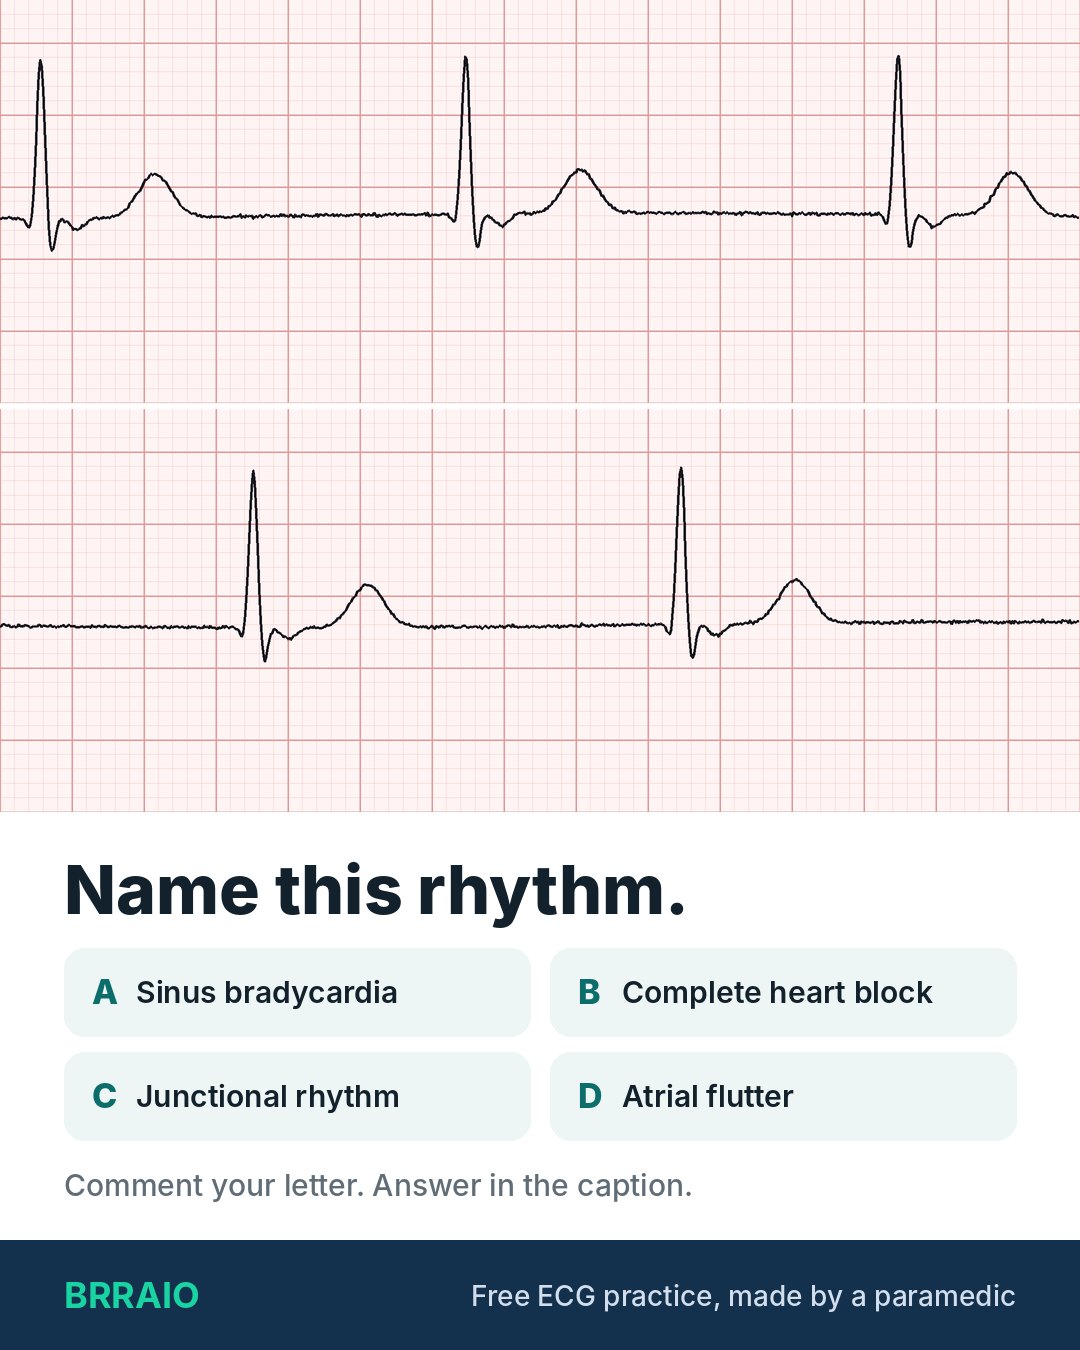 Name this rhythm.
A Sinus bradycardia
B Complete heart block
C Junctional rhythm
D Atrial flutter
Comment your letter. Answer in the caption.
BRRAIO
Free ECG practice, made by a paramedic